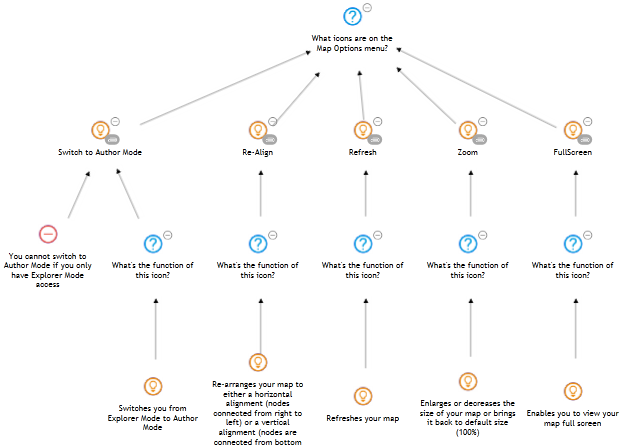 What icons are on the
Map Options menu?
Switch to Author Mode
Re-Align
Refresh
Zoom
FullScreen
You cannot switch to
Author Mode if you only
have Explorer Mode
access
What's the function of
this icon?
What's the function of
this icon?
What's the function of
this icon?
What's the function of
this icon?
What's the function of
this icon?
Switches you from
Explorer Mode to Author
Mode
Re-arranges your map to
either a horizontal
alignment (nodes
connected from right to
left) or a vertical
alignment (nodes are
connected from bottom
Refreshes your map
Enlarges or decreases the
size of your map or brings
it back to default size
(100%)
Enables you to view your
map full screen